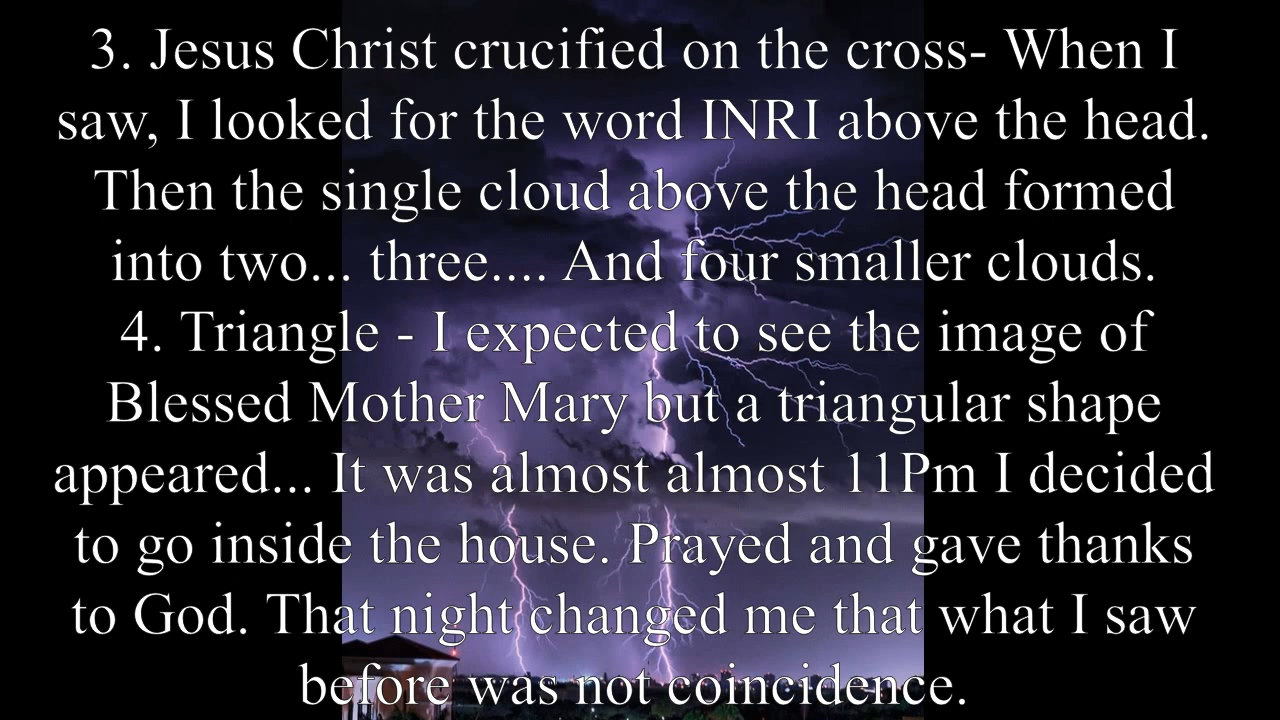 3. Jesus Christ crucified on the cross- When I
saw, I looked for the word INRI above the head.
Then the single cloud above the head formed
into two... three.... And four smaller clouds.
4. Triangle - I expected to see the image of
Blessed Mother Mary but a triangular shape
appeared... It was almost almost 11Pm I decided
to go inside the house. Prayed and gave thanks
to God. That night changed me that what I saw
before was not coincidence.